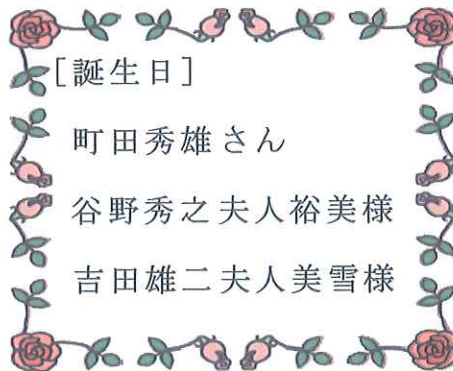 [誕生日]
町田秀雄さん
谷野秀之夫人裕美様
吉田雄二夫人美雪様